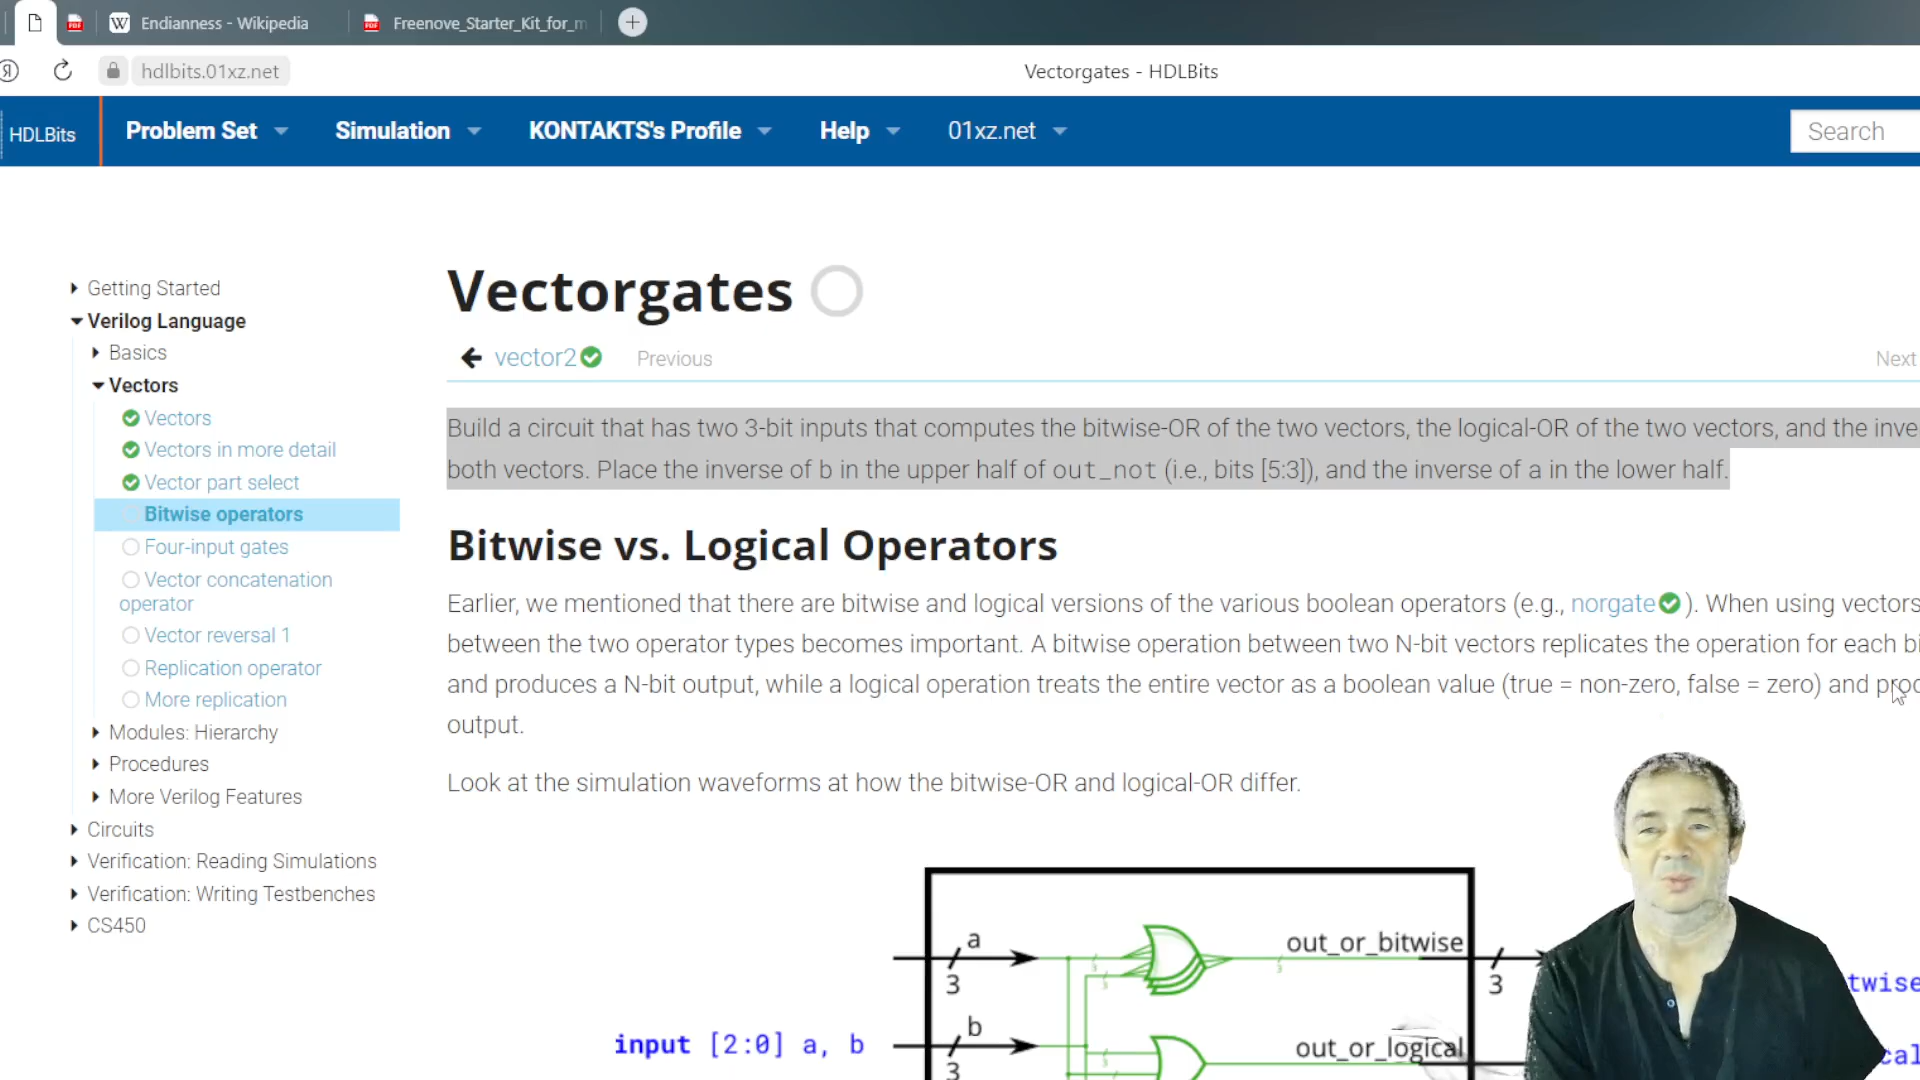 Endianness - Wikipedia
Freenove_Starter_Kit_for_m
hdlbits.01xz.net
Vectorgates - HDLBits
HDLBits
Problem Set
Simulation
KONTAKTS's Profile
Help
01xz.net
Search
Getting Started
Verilog Language
Basics
Vectors
Vectors
Vectors in more detail
Vector part select
Bitwise operators
Four-input gates
Vector concatenation
operator
Vector reversal 1
Replication operator
More replication
Modules: Hierarchy
Procedures
More Verilog Features
Circuits
Verification: Reading Simulations
Verification: Writing Testbenches
CS450
Vectorgates
vector2 Previous
Next
Build a circuit that has two 3-bit inputs that computes the bitwise-OR of the two vectors, the logical-OR of the two vectors, and the inve
both vectors. Place the inverse of b in the upper half of out_not (i.e., bits [5:3]), and the inverse of a in the lower half.
Bitwise vs. Logical Operators
Earlier, we mentioned that there are bitwise and logical versions of the various boolean operators (e.g., norgate ). When using vectors
between the two operator types becomes important. A bitwise operation between two N-bit vectors replicates the operation for each bi
and produces a N-bit output, while a logical operation treats the entire vector as a boolean value (true = non-zero, false = zero) and proc
output.
Look at the simulation waveforms at how the bitwise-OR and logical-OR differ.
a
3
3
3
3
out_or_bitwise
3
twise
b
3
input [2:0] a, b
3
out_or_logical
cal